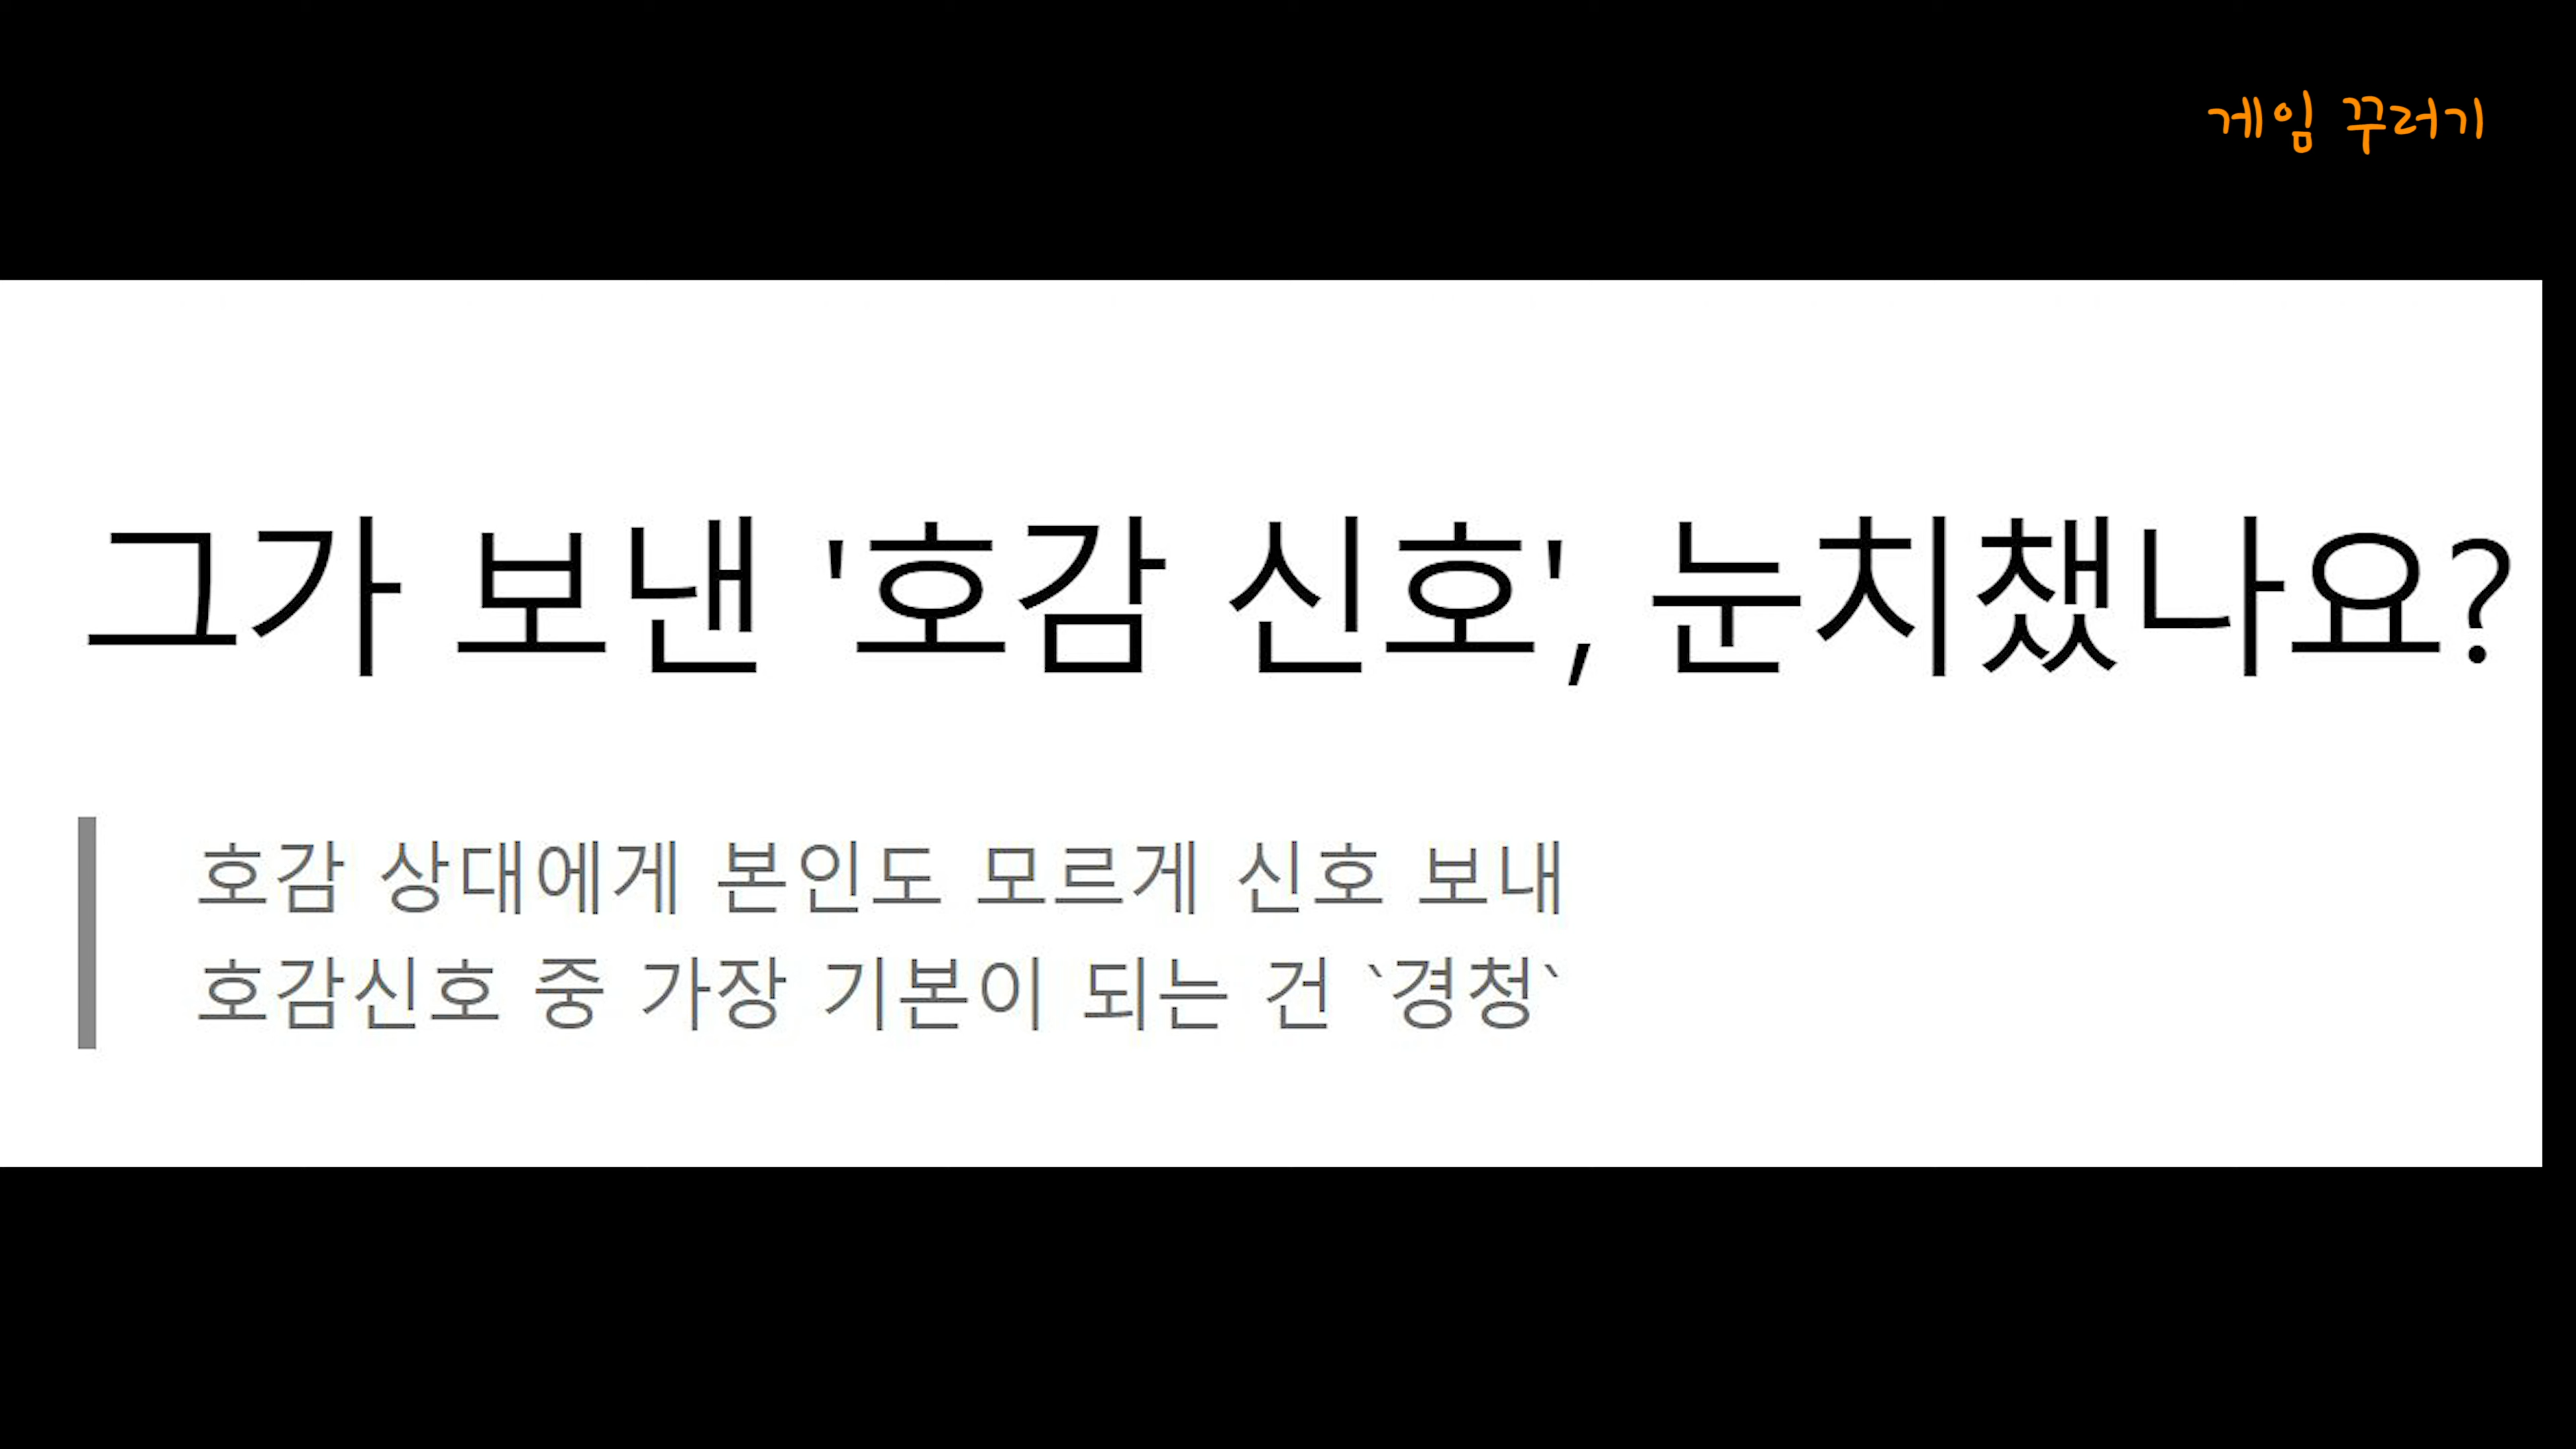 게임 꾸러기
그가 보낸 '호감 신호', 눈치챘나요?
호감 상대에게 본인도 모르게 신호 보내
호감신호 중 가장 기본이 되는 건 `경청`